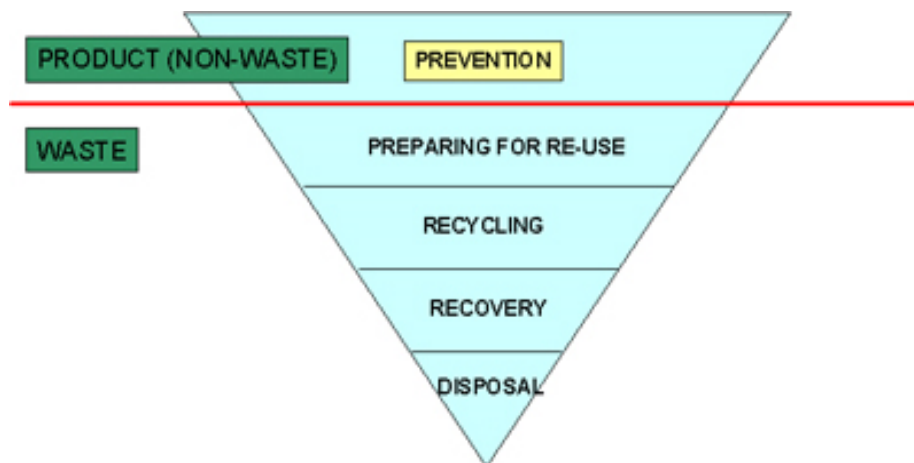 PRODUCT (NON-WASTE)
PREVENTION
WASTE
PREPARING FOR RE-USE
RECYCLING
RECOVERY
DISPOSAL